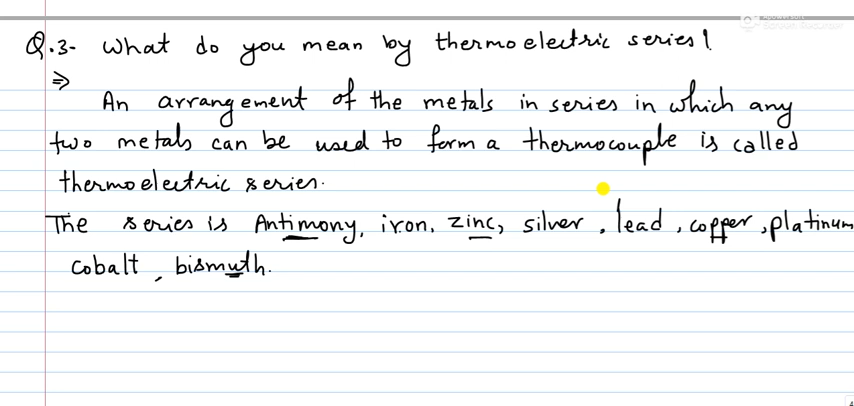 Q.3- What do you mean by thermoelectric series!
⇒
An arrangement of the metals in series in which any
two metals can be used to form a thermocouple is called
thermoelectric series.
The series is Antimony, iron, zinc, silver, lead, copper, platinum
cobalt, bismuth.